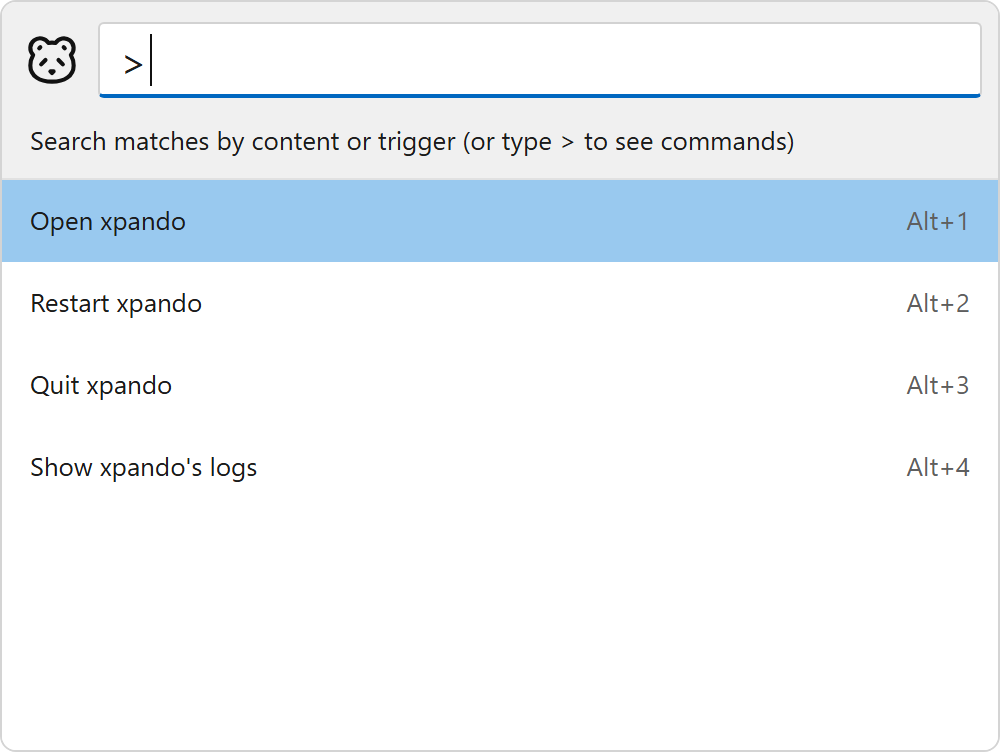 >
Search matches by content or trigger (or type > to see commands)
Open xpando Alt+1
Restart xpando Alt+2
Quit xpando Alt+3
Show xpando's logs Alt+4